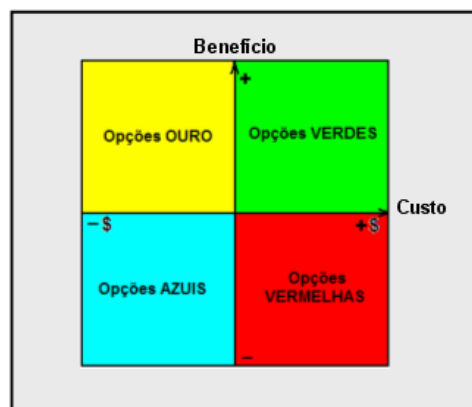 Benefício
+
Opções OURO
Opções VERDES
Custo
– $
+ $
Opções AZUIS
Opções
VERMELHAS
–